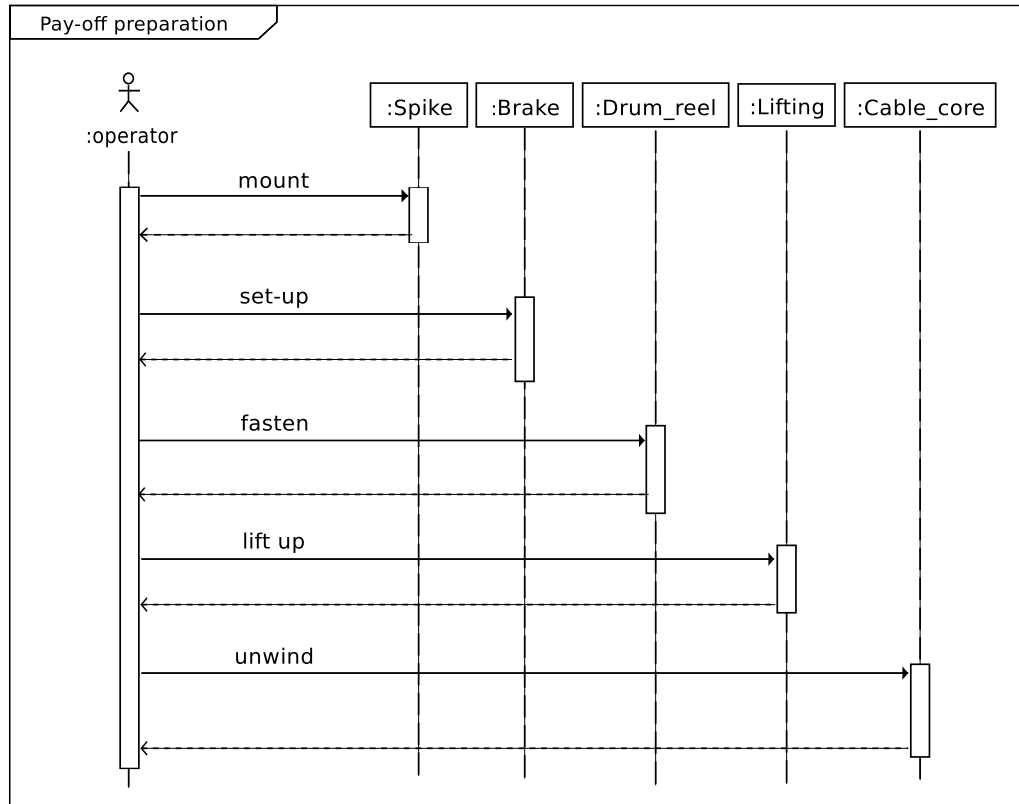 Pay-off preparation
:operator
:Spike
:Brake
:Drum_reel
:Lifting
:Cable_core
mount
set-up
fasten
lift up
unwind